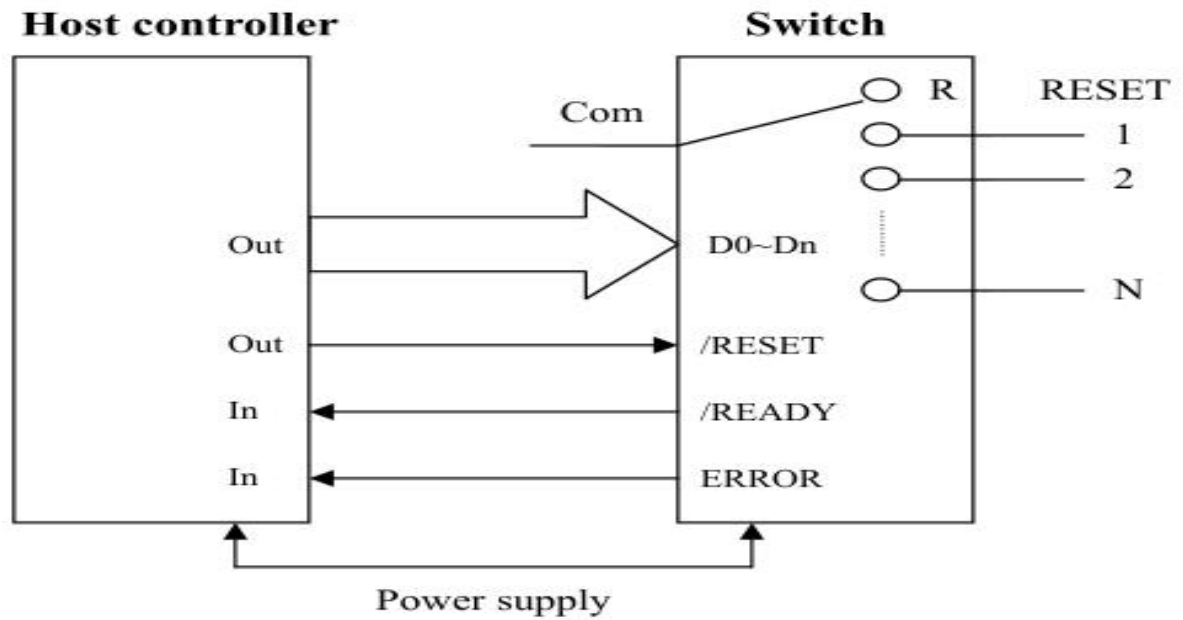 Host controller
Switch
Com
R RESET
1
2
Out D0~Dn
N
Out /RESET
In /READY
In ERROR
Power supply